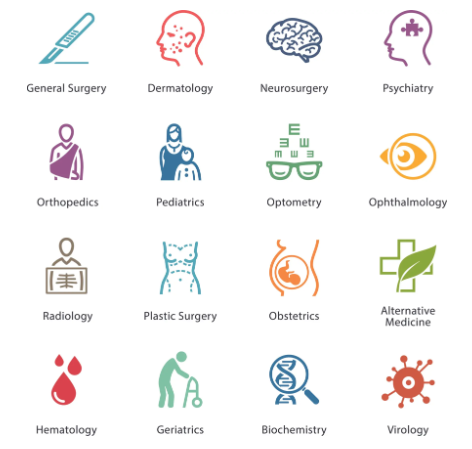 General Surgery
Dermatology
Neurosurgery
Psychiatry
E
E M E
M E M E
Orthopedics
Pediatrics
Optometry
Ophthalmology
Radiology
Plastic Surgery
Obstetrics
Alternative
Medicine
Hematology
Geriatrics
Biochemistry
Virology